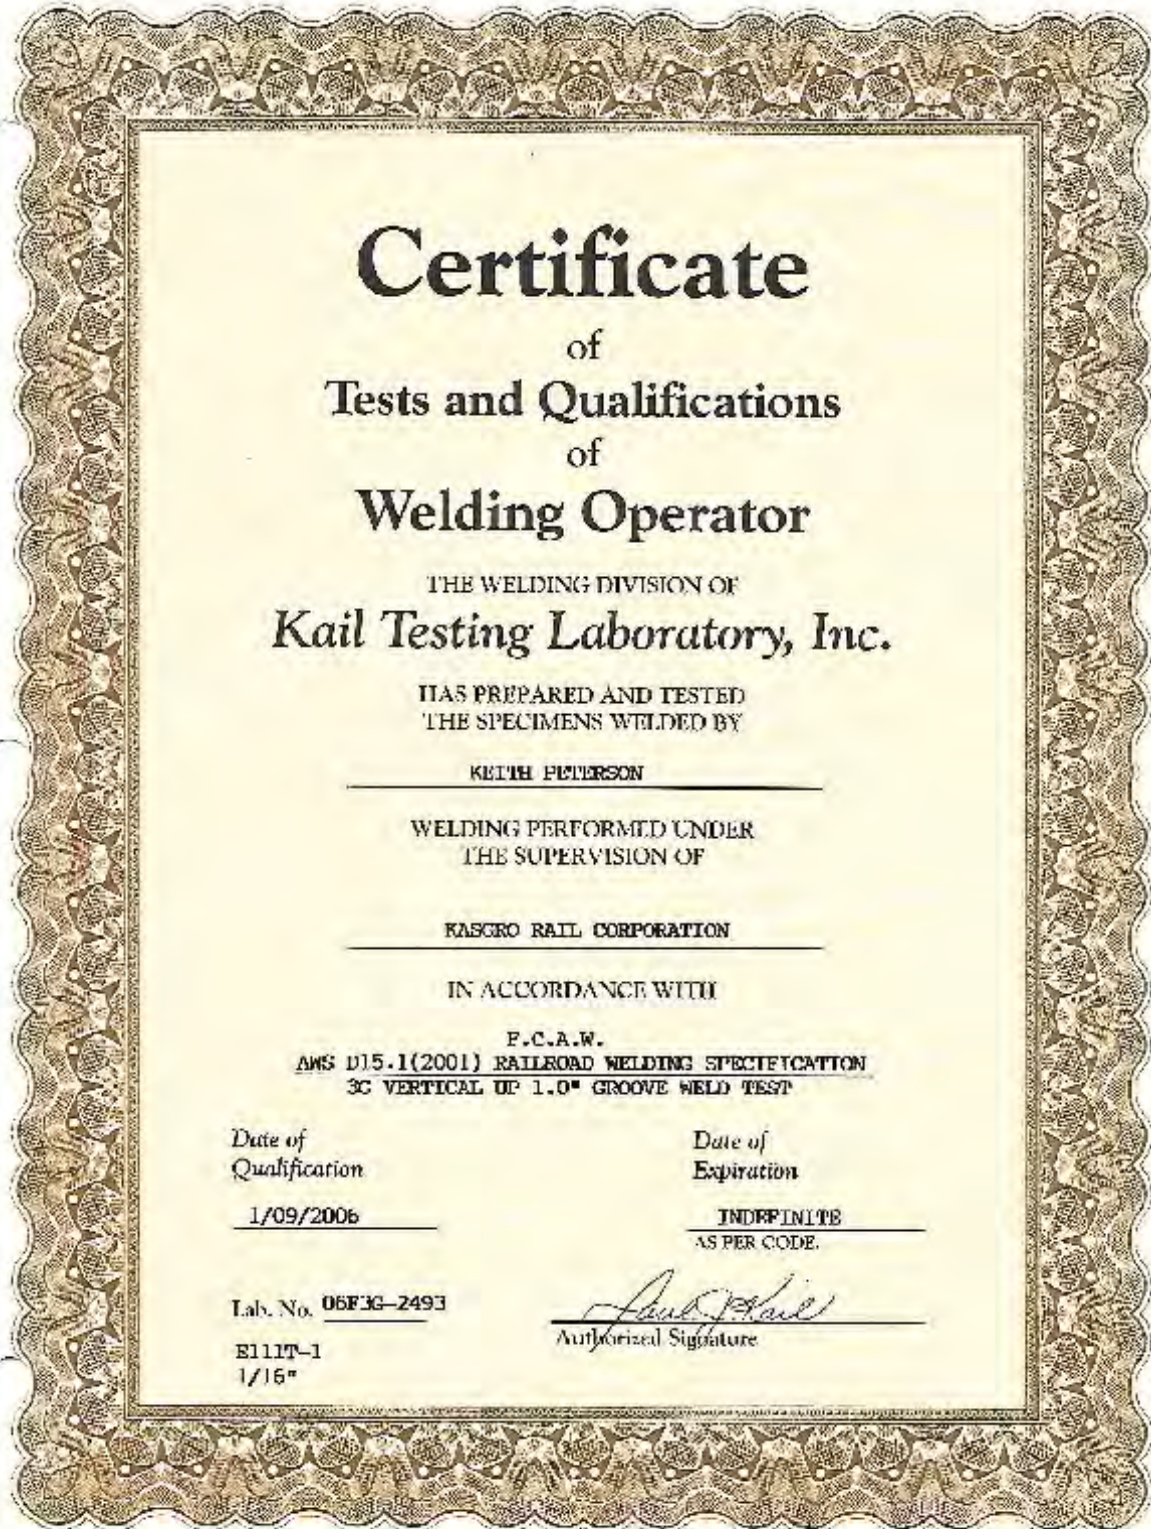 Certificate
of
Tests and Qualifications
of
Welding Operator
THE WELDING DIVISION OF
Kail Testing Laboratory, Inc.
HAS PREPARED AND TESTED
THE SPECIMENS WELDED BY
KEITH PETERSON
WELDING PERFORMED UNDER
THE SUPERVISION OF
KASGRO RAIL CORPORATION
IN ACCORDANCE WITH
F.C.A.W.
AWS D15.1(2001) RAILROAD WELDING SPECIFICATION
3G VERTICAL UP 1.0" GROOVE WELD TEST
Date of
Qualification
Date of
Expiration
1/09/2006
INDEFINITE
AS PER CODE.
Lab. No. 06F3G-2493
Paul J Kail
Authorized Signature
E111T-1
1/16"